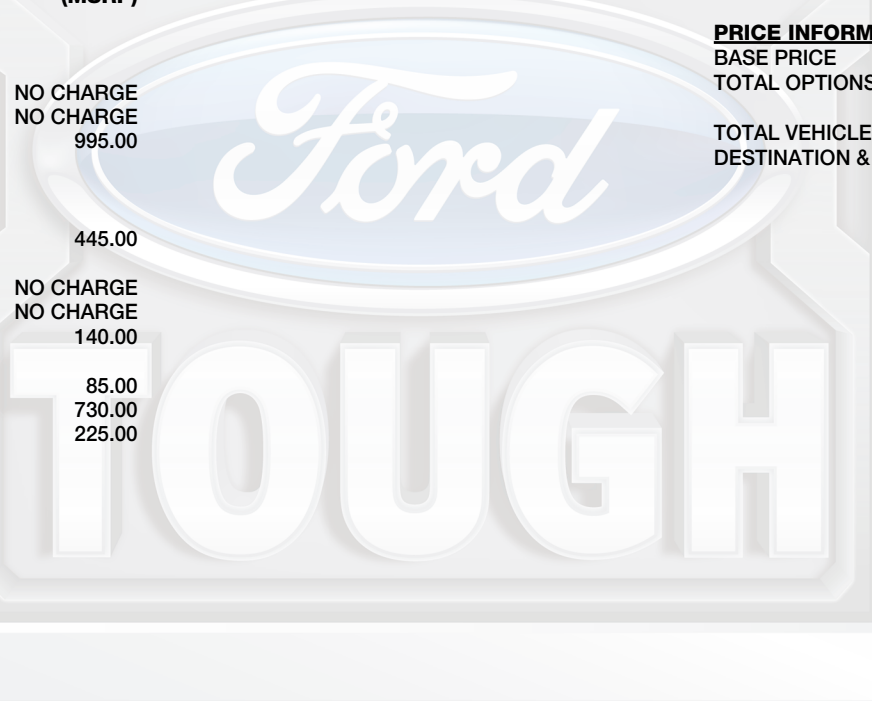 (MSRP)
NO CHARGE
NO CHARGE
995.00
445.00
NO CHARGE
NO CHARGE
140.00
85.00
730.00
225.00
PRICE INFORM
BASE PRICE
TOTAL OPTIONS
TOTAL VEHICLE
DESTINATION &
Ford
TOUGH